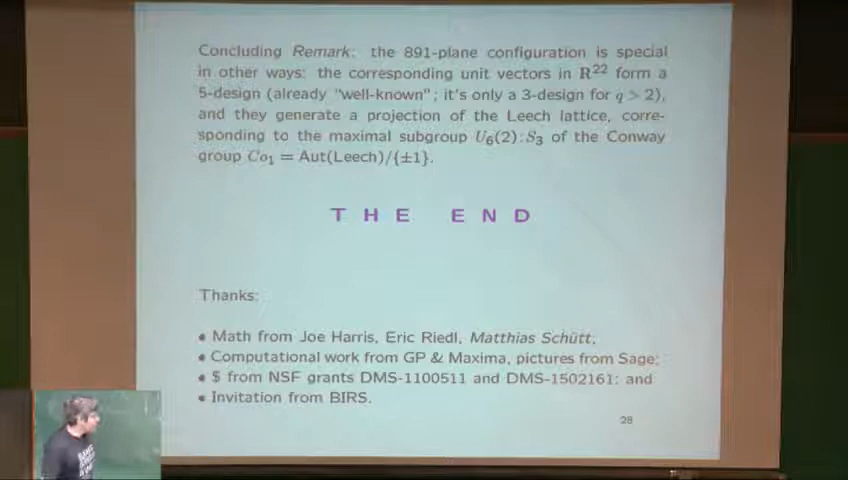 Concluding Remark: the 891-plane configuration is special
in other ways: the corresponding unit vectors in R²² form a
5-design (already "well-known"; it's only a 3-design for q > 2),
and they generate a projection of the Leech lattice, corre-
sponding to the maximal subgroup U₆(2):S₃ of the Conway
group Co₁ = Aut(Leech)/{±1}.
THE END
Thanks:
• Math from Joe Harris, Eric Riedl, Matthias Schütt;
• Computational work from GP & Maxima, pictures from Sage;
• $ from NSF grants DMS-1100511 and DMS-1502161; and
• Invitation from BIRS.
28